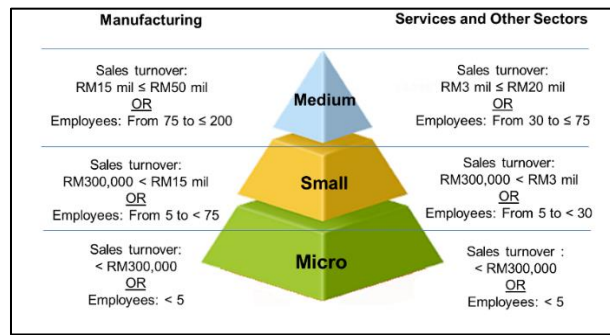 Manufacturing
Services and Other Sectors
Sales turnover:
RM15 mil ≤ RM50 mil
OR
Employees: From 75 to ≤ 200
Medium
Sales turnover:
RM3 mil ≤ RM20 mil
OR
Employees: From 30 to ≤ 75
Sales turnover:
RM300,000 < RM15 mil
OR
Employees: From 5 to < 75
Small
Sales turnover:
RM300,000 < RM3 mil
OR
Employees: From 5 to < 30
Sales turnover:
< RM300,000
OR
Employees: < 5
Micro
Sales turnover :
< RM300,000
OR
Employees: < 5